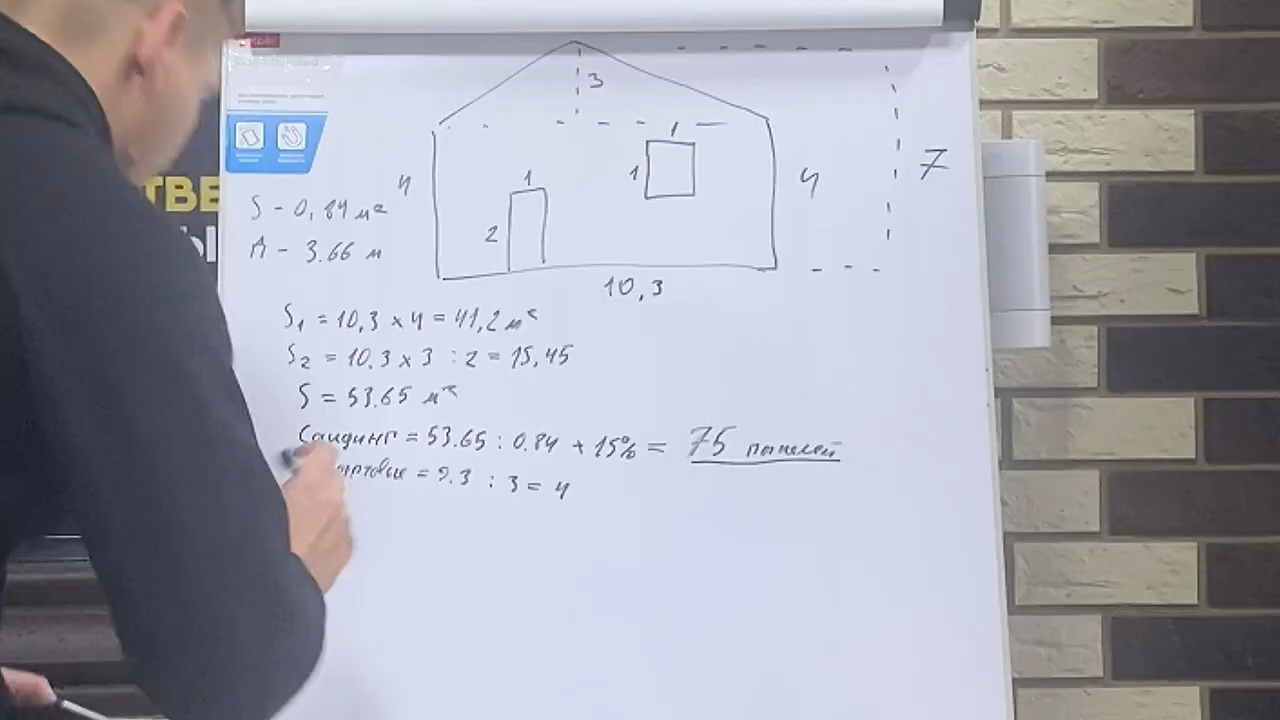 3
1
1
7
4
4
1
2
10,3
S - 0,84 м²
Д - 3.66 м
ТВЕ
Ы
S₁ = 10,3 x 4 = 41,2 м²
S₂ = 10.3 x 3 : 2 = 15,45
S = 53.65 м²
Сайдинг = 53.65 : 0.84 + 15% = 75 панелей
ртовые = 9.3 : 3 = 4